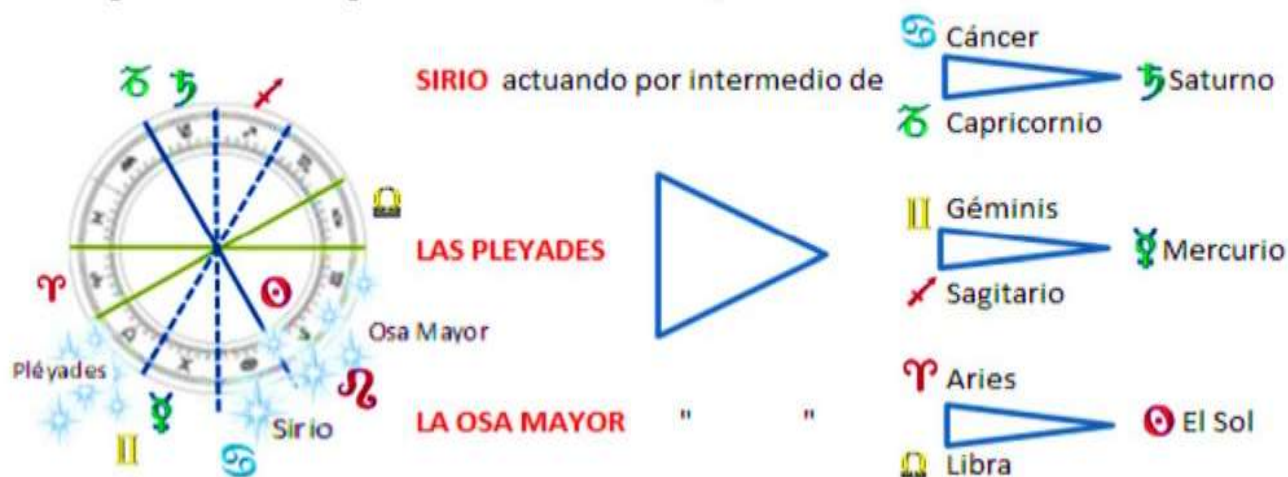 Cáncer
SIRIO actuando por intermedio de
Saturno
Capricornio
Géminis
LAS PLEYADES
Mercurio
Sagitario
Osa Mayor
Pléyades
Aries
Sirio
LA OSA MAYOR " "
El Sol
Libra